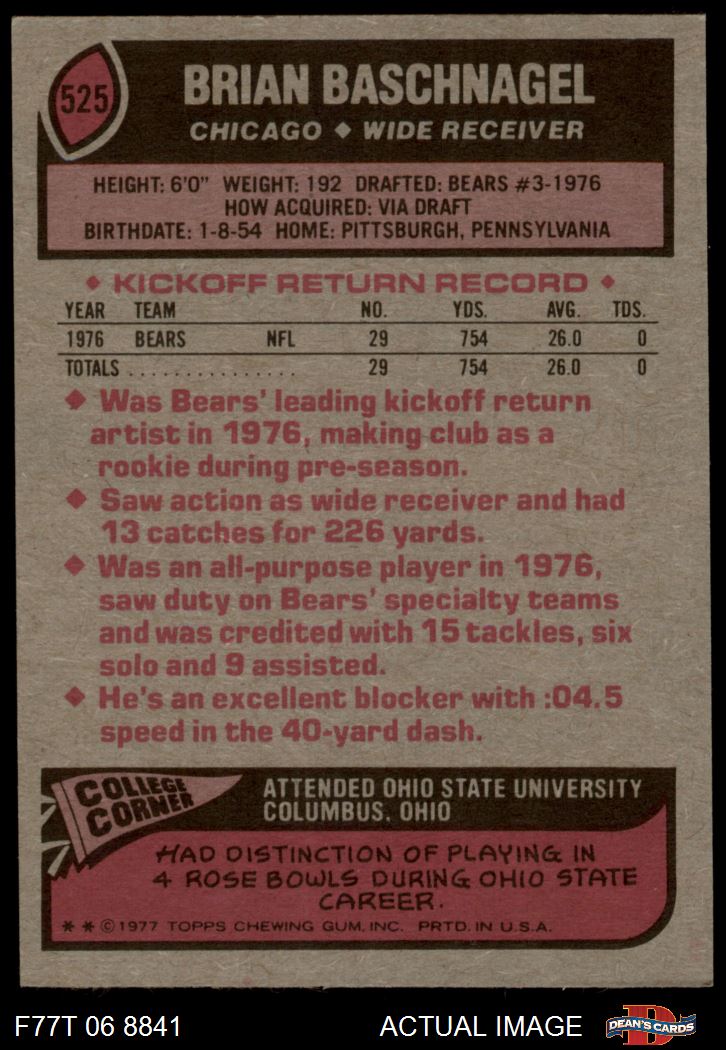 525
BRIAN BASCHNAGEL
CHICAGO ◆ WIDE RECEIVER
HEIGHT: 6'0" WEIGHT: 192 DRAFTED: BEARS #3-1976
HOW ACQUIRED: VIA DRAFT
BIRTHDATE: 1-8-54 HOME: PITTSBURGH, PENNSYLVANIA
◆ KICKOFF RETURN RECORD ◆
YEAR TEAM NO. YDS. AVG. TDS.
1976 BEARS NFL 29 754 26.0 0
TOTALS . . . . . . . . . . . . . . . 29 754 26.0 0
◆ Was Bears' leading kickoff return
artist in 1976, making club as a
rookie during pre-season.
◆ Saw action as wide receiver and had
13 catches for 226 yards.
◆ Was an all-purpose player in 1976,
saw duty on Bears' specialty teams
and was credited with 15 tackles, six
solo and 9 assisted.
◆ He's an excellent blocker with :04.5
speed in the 40-yard dash.
COLLEGE
CORNER
ATTENDED OHIO STATE UNIVERSITY
COLUMBUS, OHIO
HAD DISTINCTION OF PLAYING IN
4 ROSE BOWLS DURING OHIO STATE
CAREER.
* * © 1977 TOPPS CHEWING GUM, INC. PRTD. IN U.S.A.
F77T 06 8841 ACTUAL IMAGE
D
DEAN'S CARDS